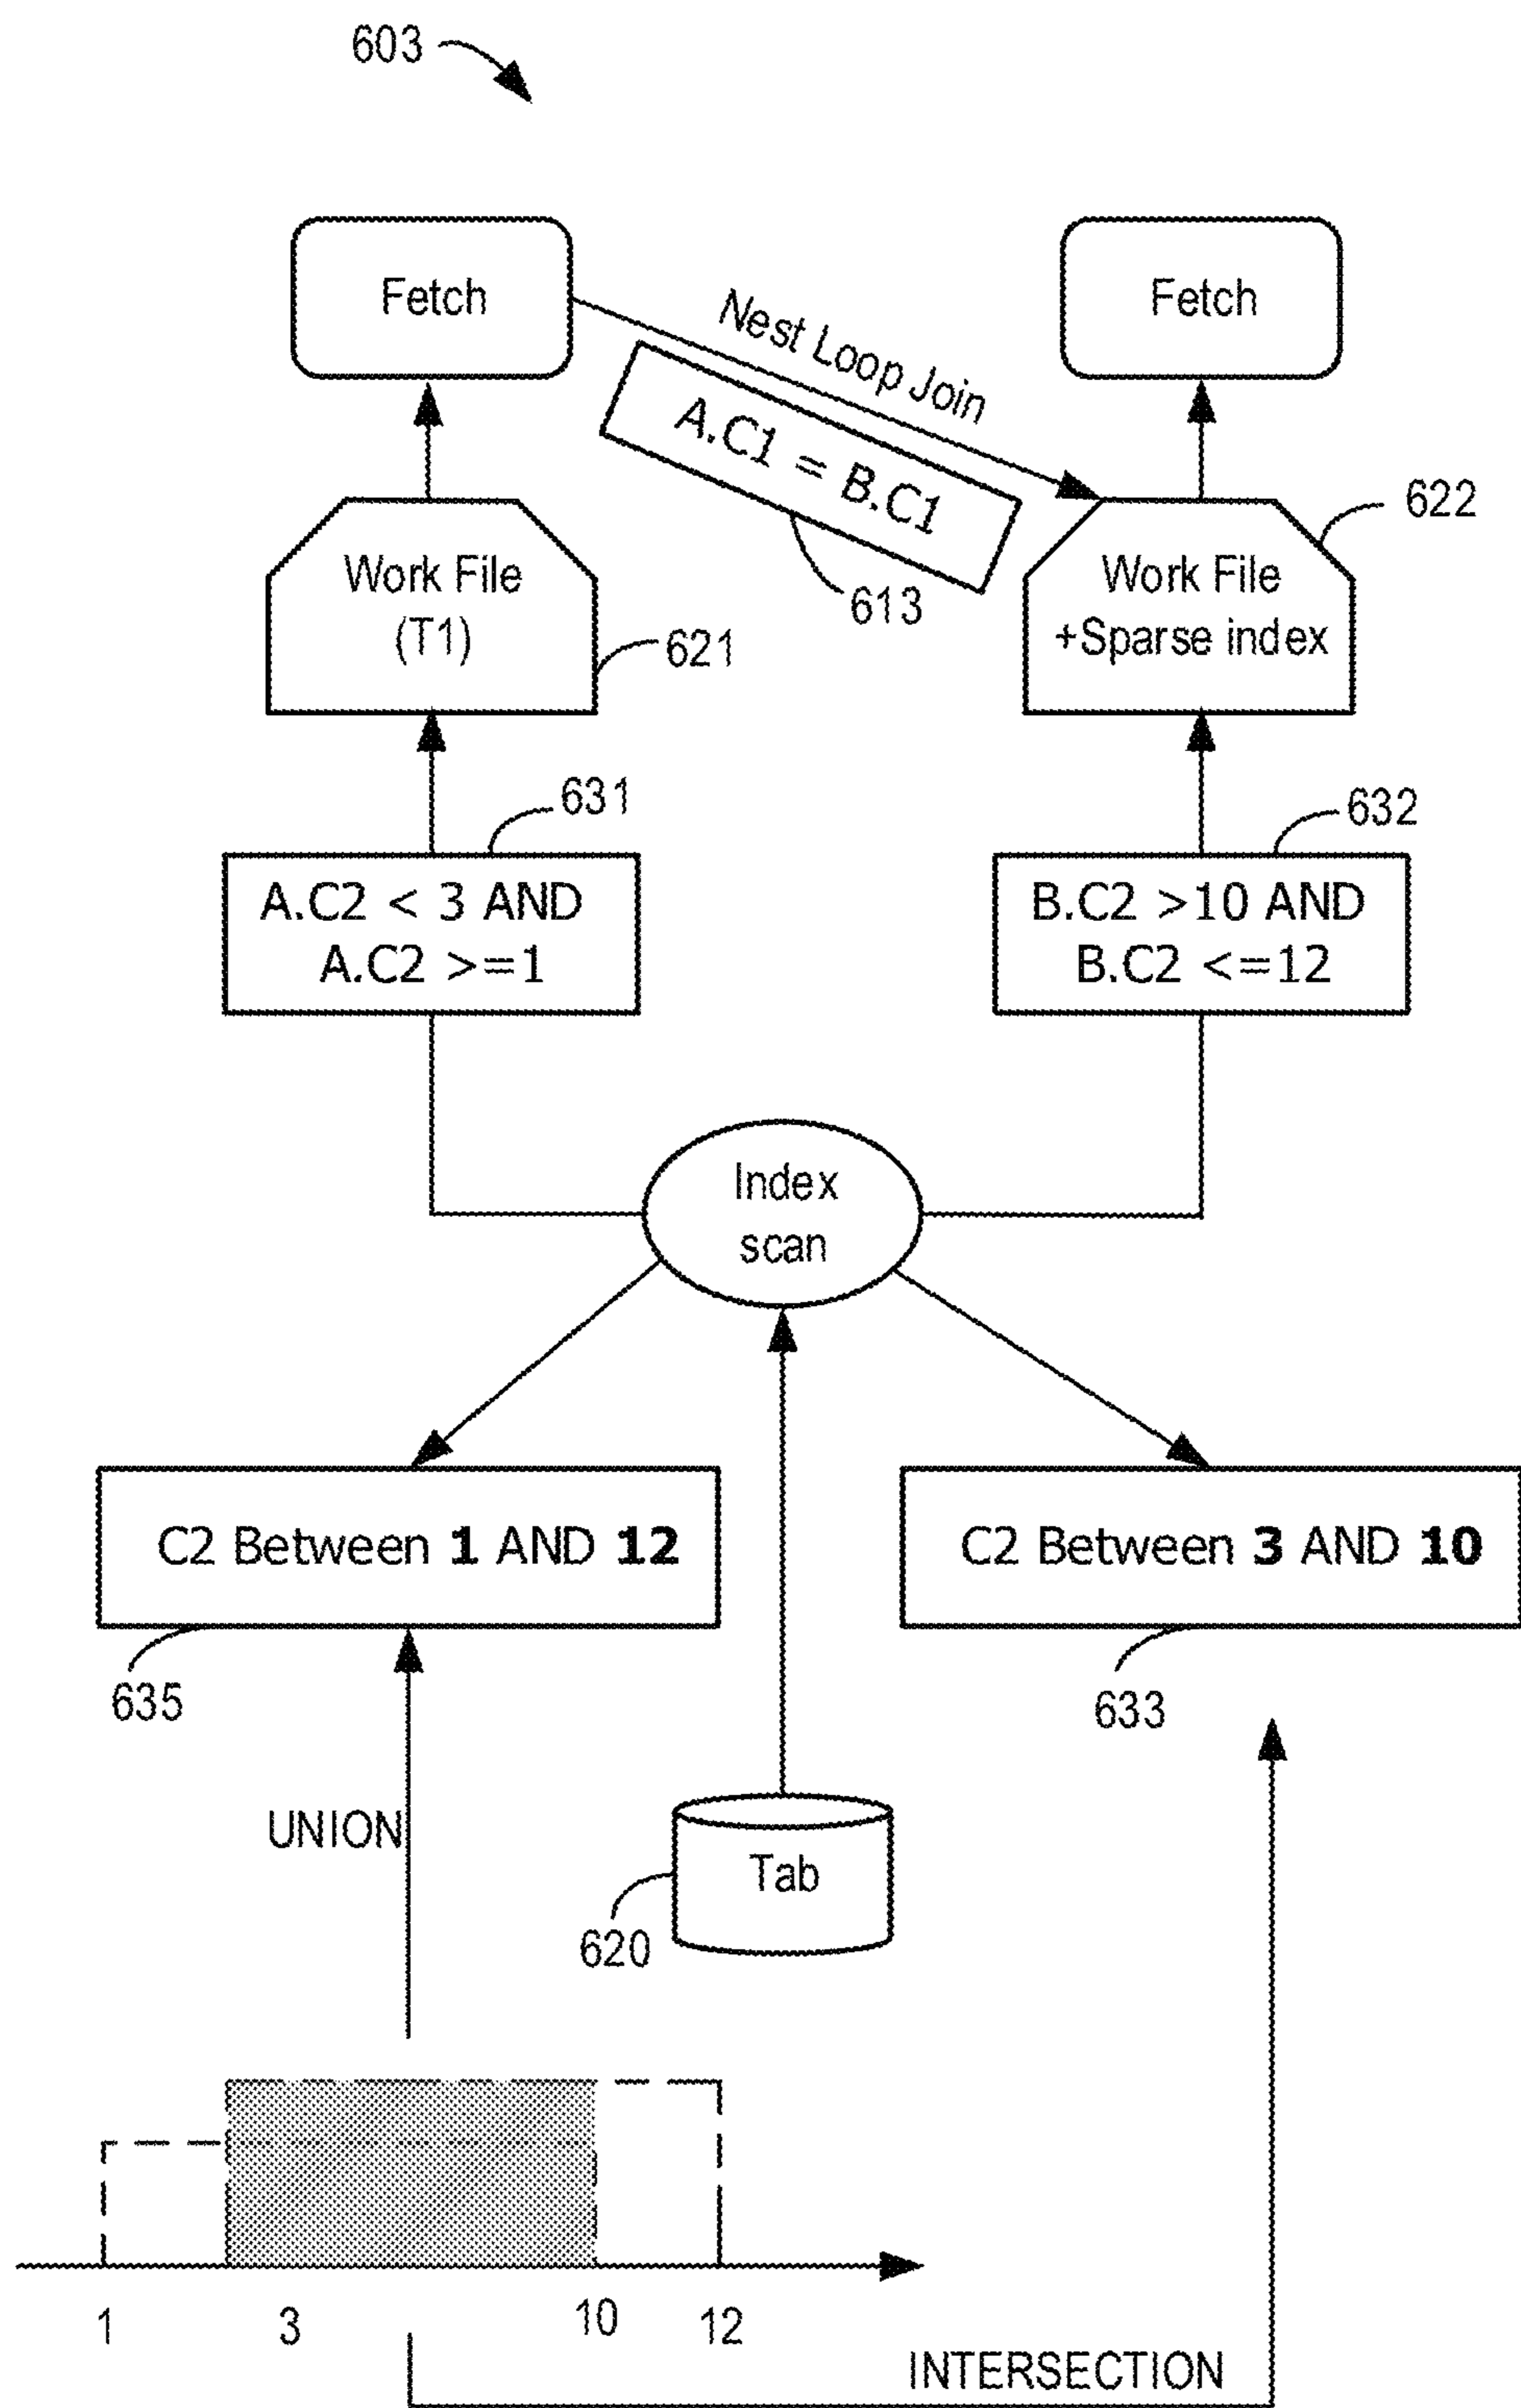 603
Fetch
Nest Loop Join
Fetch
A.C1 = B.C1
613
Work File
(T1)
621
Work File
+Sparse index
622
631
A.C2 < 3 AND
A.C2 >=1
632
B.C2 >10 AND
B.C2 <=12
Index
scan
C2 Between 1 AND 12
635
C2 Between 3 AND 10
633
UNION
Tab
620
1
3
10
12
INTERSECTION